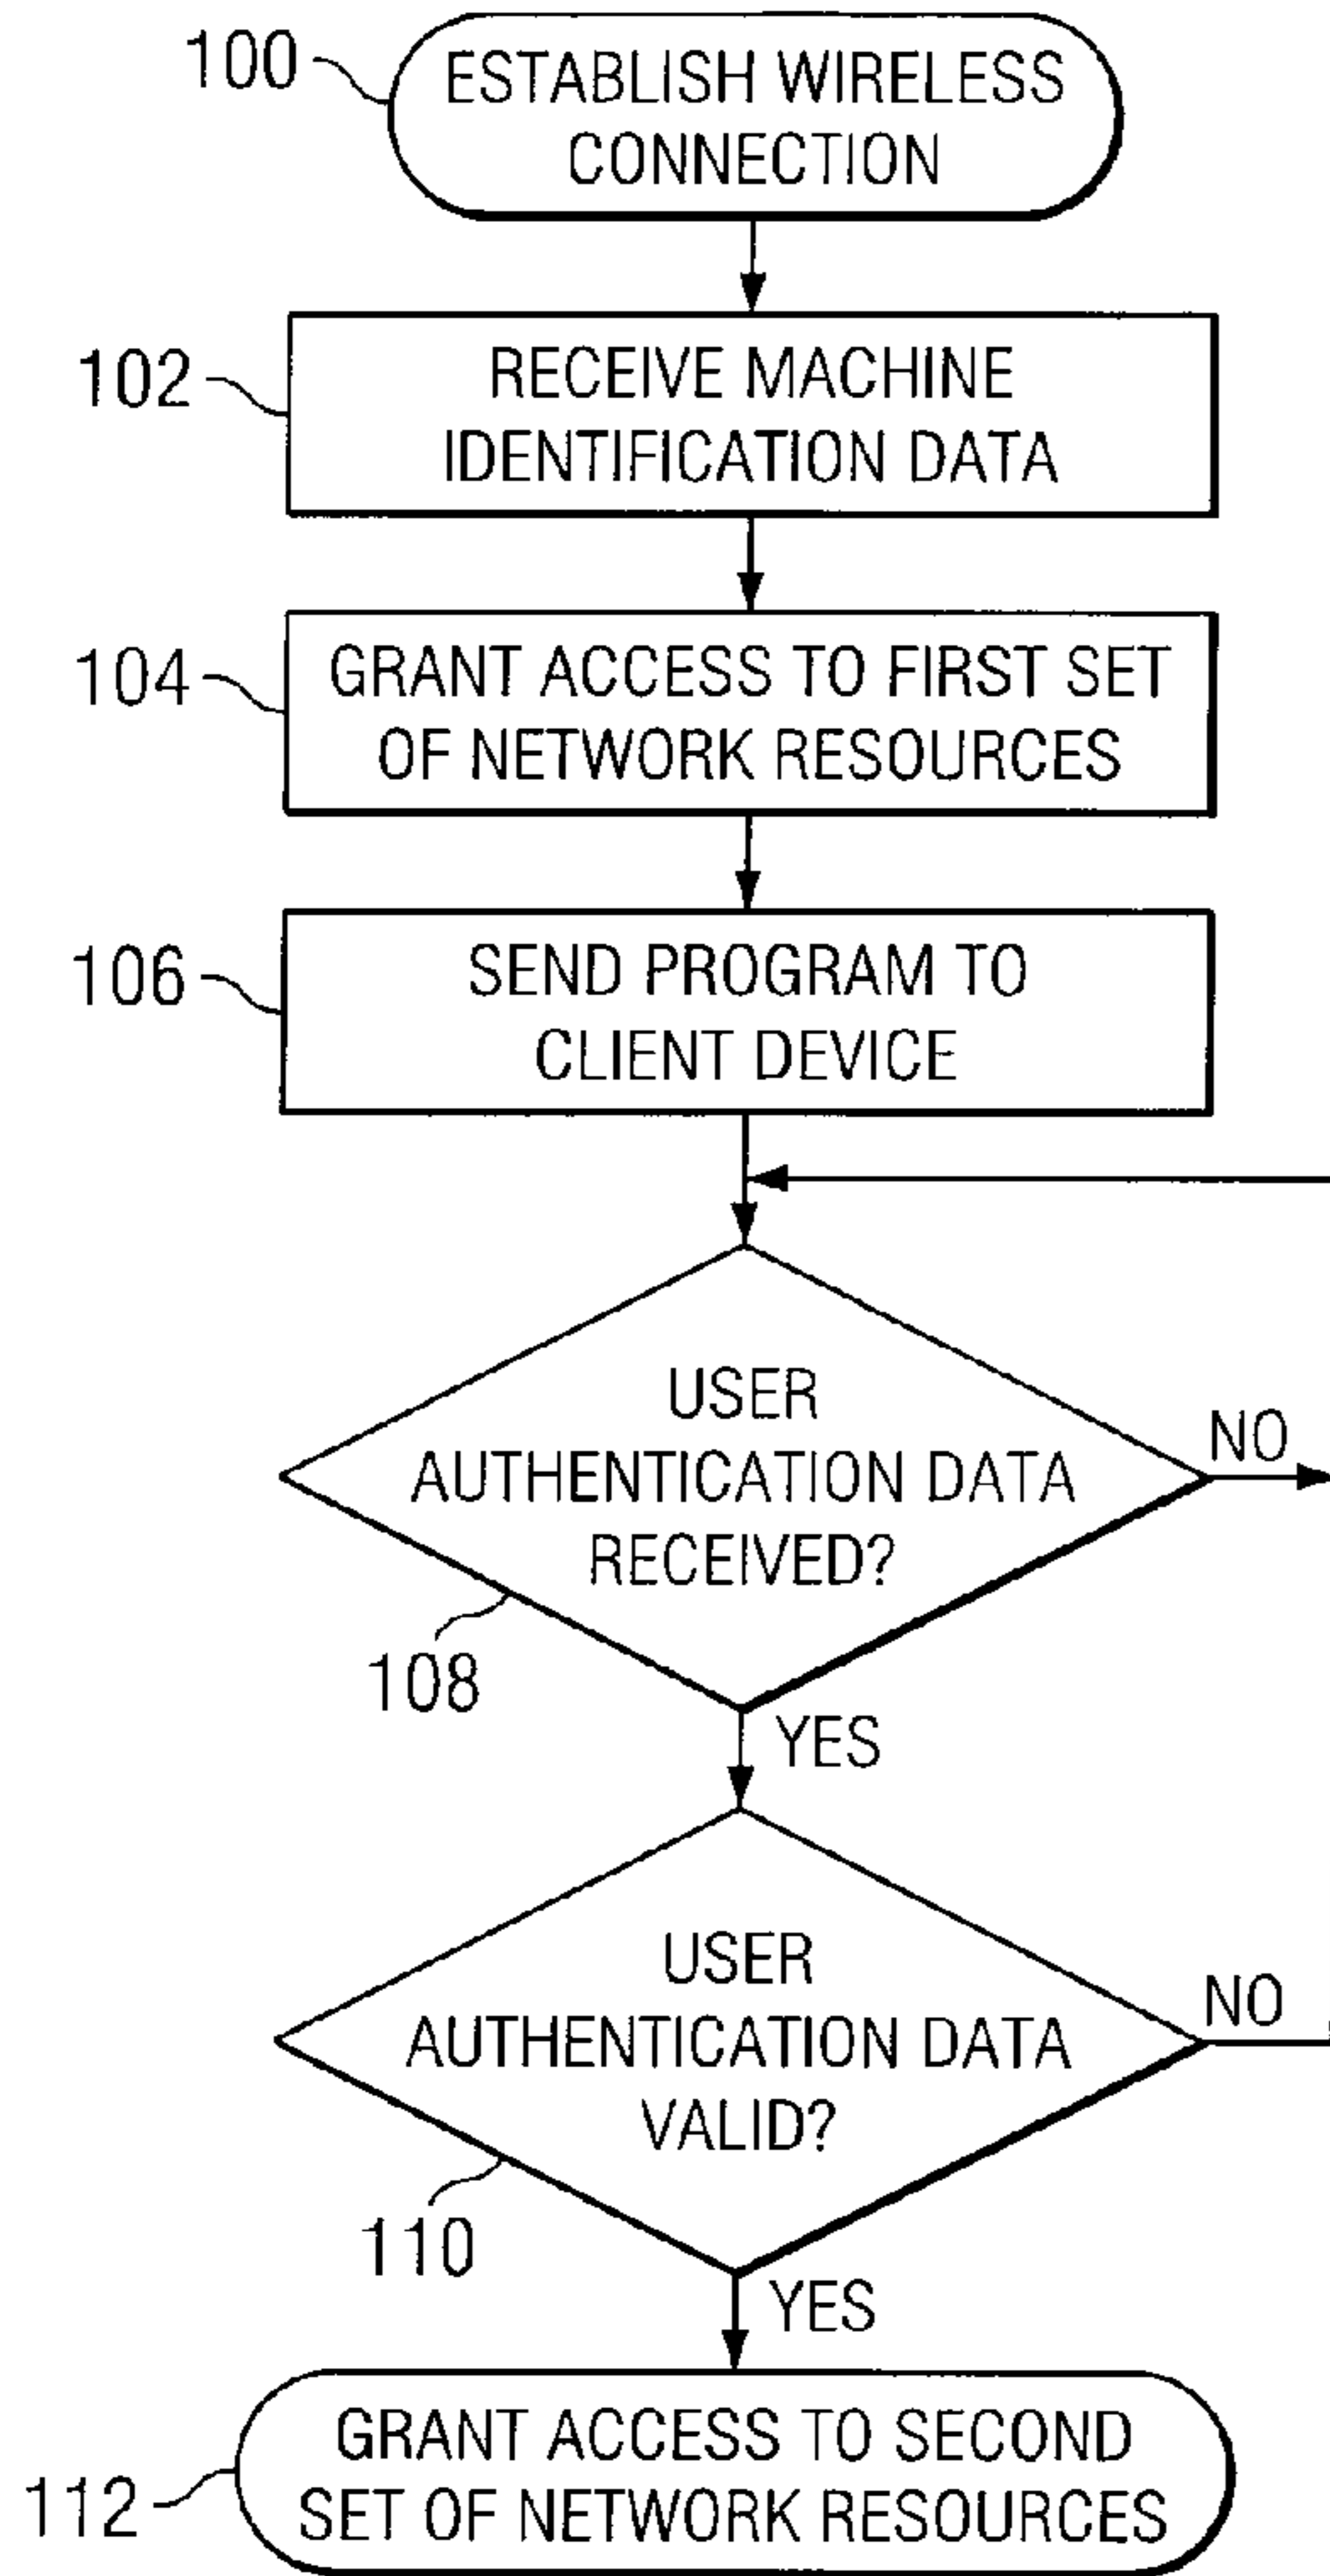 100
ESTABLISH WIRELESS
CONNECTION
102
RECEIVE MACHINE
IDENTIFICATION DATA
104
GRANT ACCESS TO FIRST SET
OF NETWORK RESOURCES
106
SEND PROGRAM TO
CLIENT DEVICE
USER
AUTHENTICATION DATA
RECEIVED?
NO
108
YES
USER
AUTHENTICATION DATA
VALID?
NO
110
YES
112
GRANT ACCESS TO SECOND
SET OF NETWORK RESOURCES